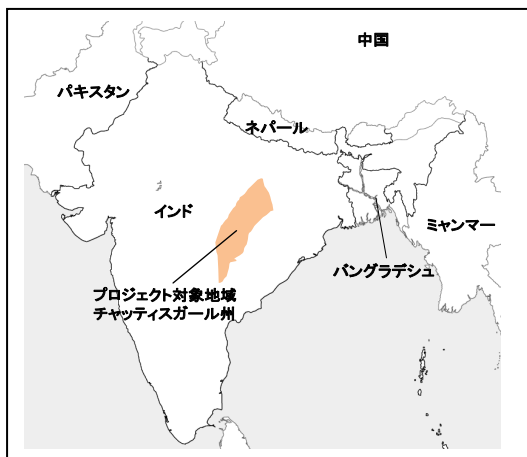 中国
パキスタン
ネパール
インド
ミャンマー
バングラデシュ
プロジェクト対象地域
チャッティスガール州